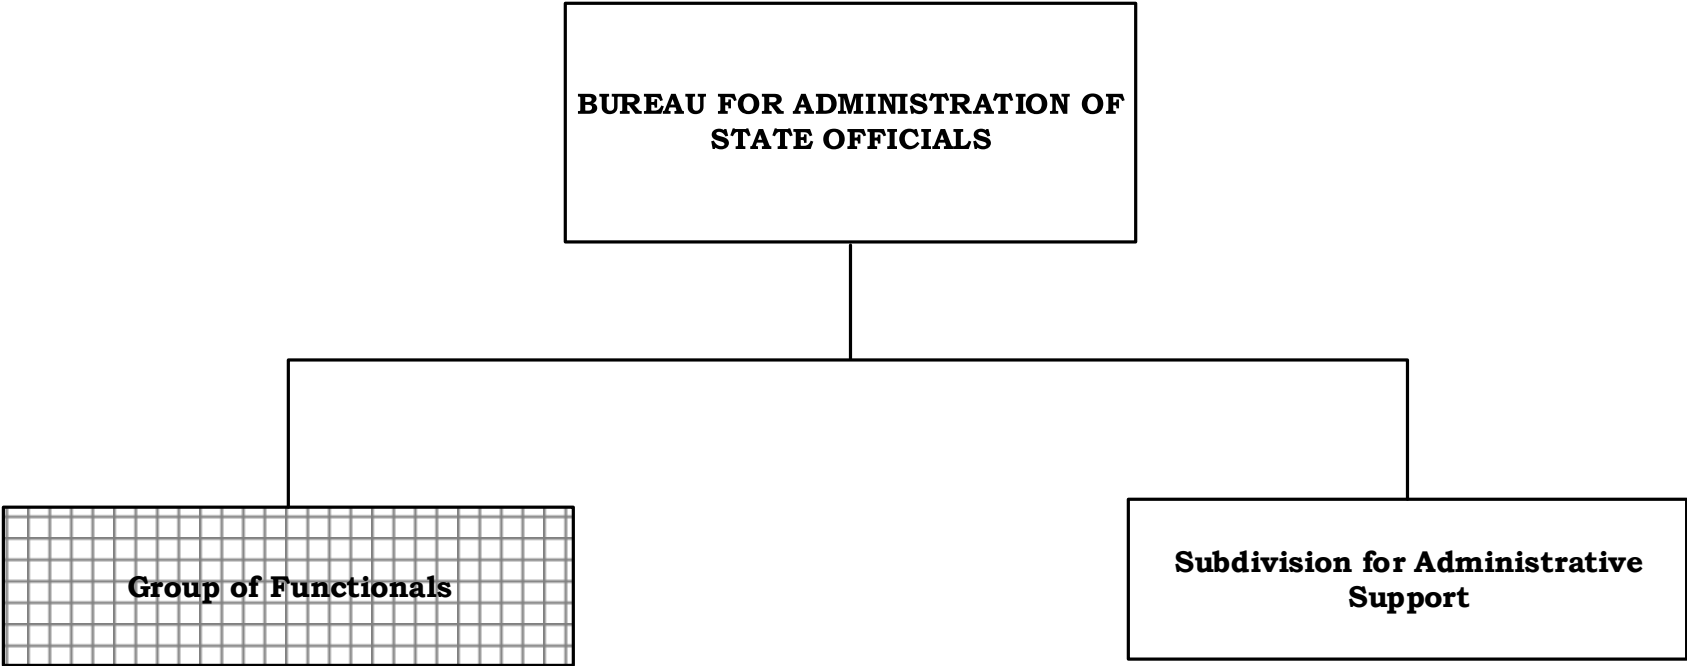 BUREAU FOR ADMINISTRATION OF
STATE OFFICIALS
Group of Functionals
Subdivision for Administrative
Support